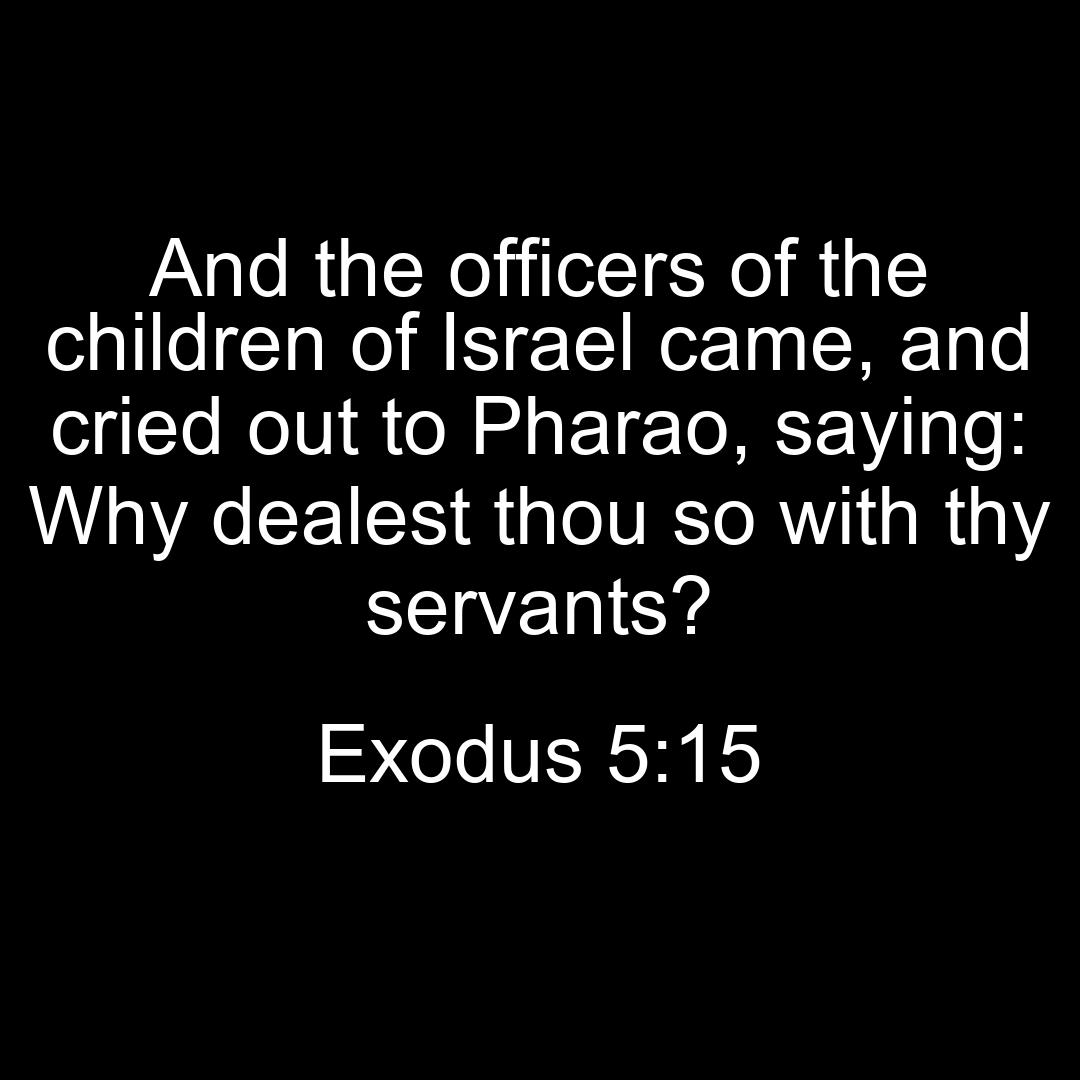 And the officers of the
children of Israel came, and
cried out to Pharao, saying:
Why dealest thou so with thy
servants?
Exodus 5:15